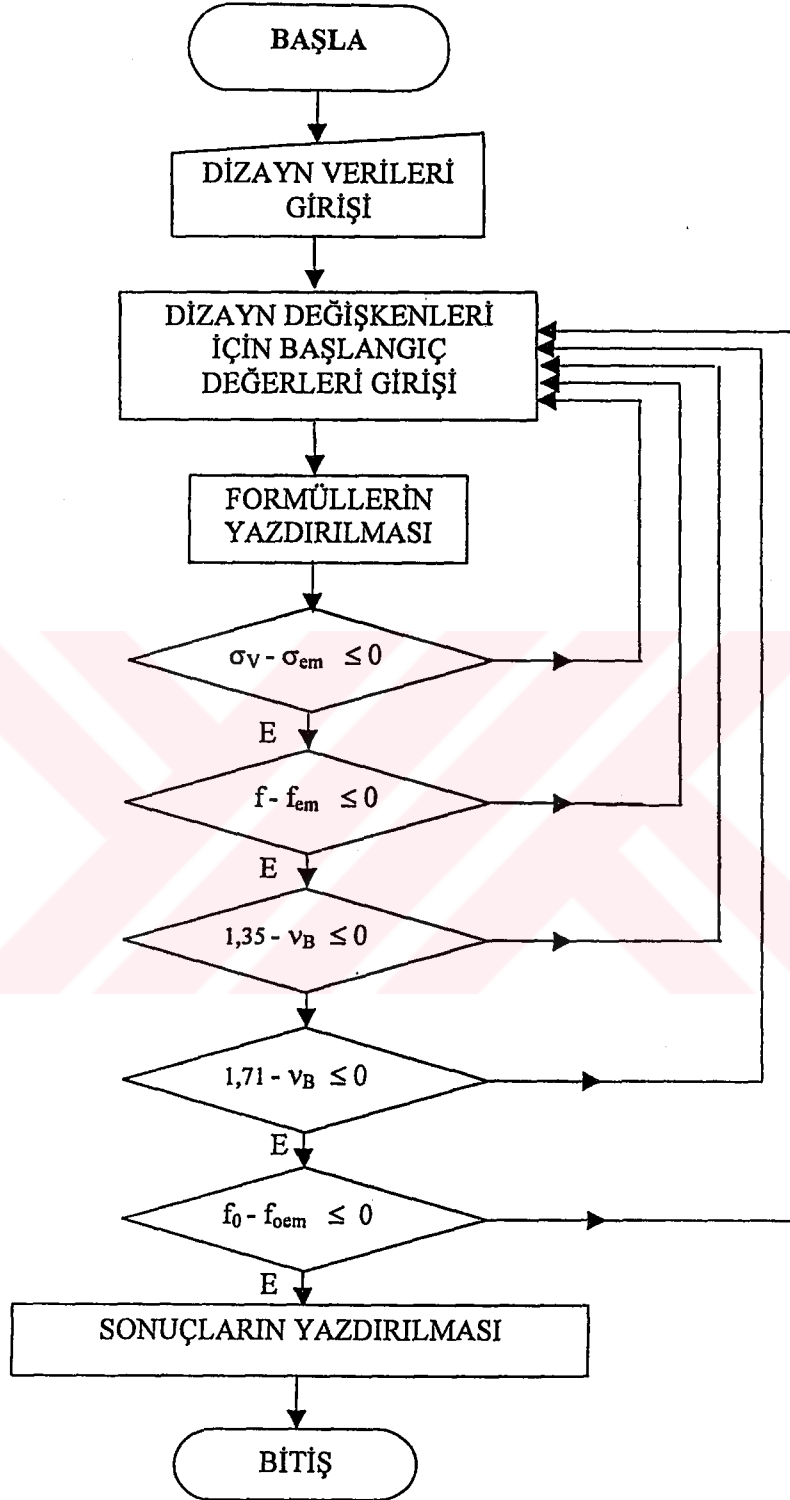 BAŞLA
DİZAYN VERİLERİ
GİRİŞİ
DİZAYN DEĞİŞKENLERİ
İÇİN BAŞLANGIÇ
DEĞERLERİ GİRİŞİ
FORMÜLLERİN
YAZDIRILMASI
σV - σem ≤ 0
E
f - fem ≤ 0
E
1,35 - νB ≤ 0
1,71 - νB ≤ 0
E
f0 - foem ≤ 0
E
SONUÇLARIN YAZDIRILMASI
BİTİŞ